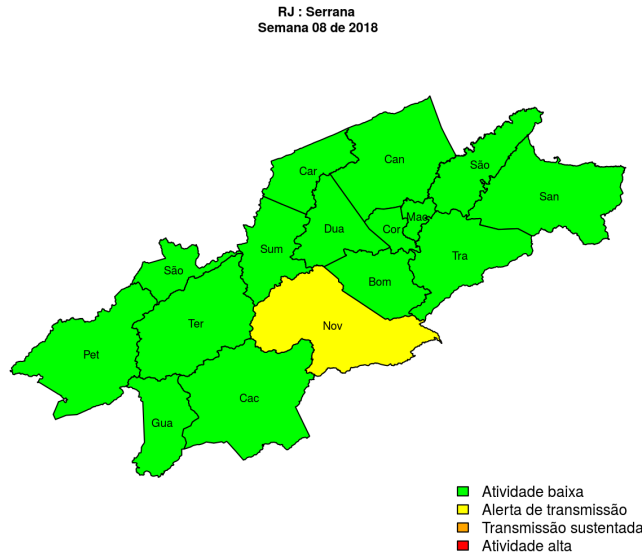 RJ : Serrana
Semana 08 de 2018
Can
Car
São
San
Mac
Dua
Cor
Sum
Tra
São
Bom
Ter
Nov
Pet
Cac
Gua
Atividade baixa
Alerta de transmissão
Transmissão sustentada
Atividade alta